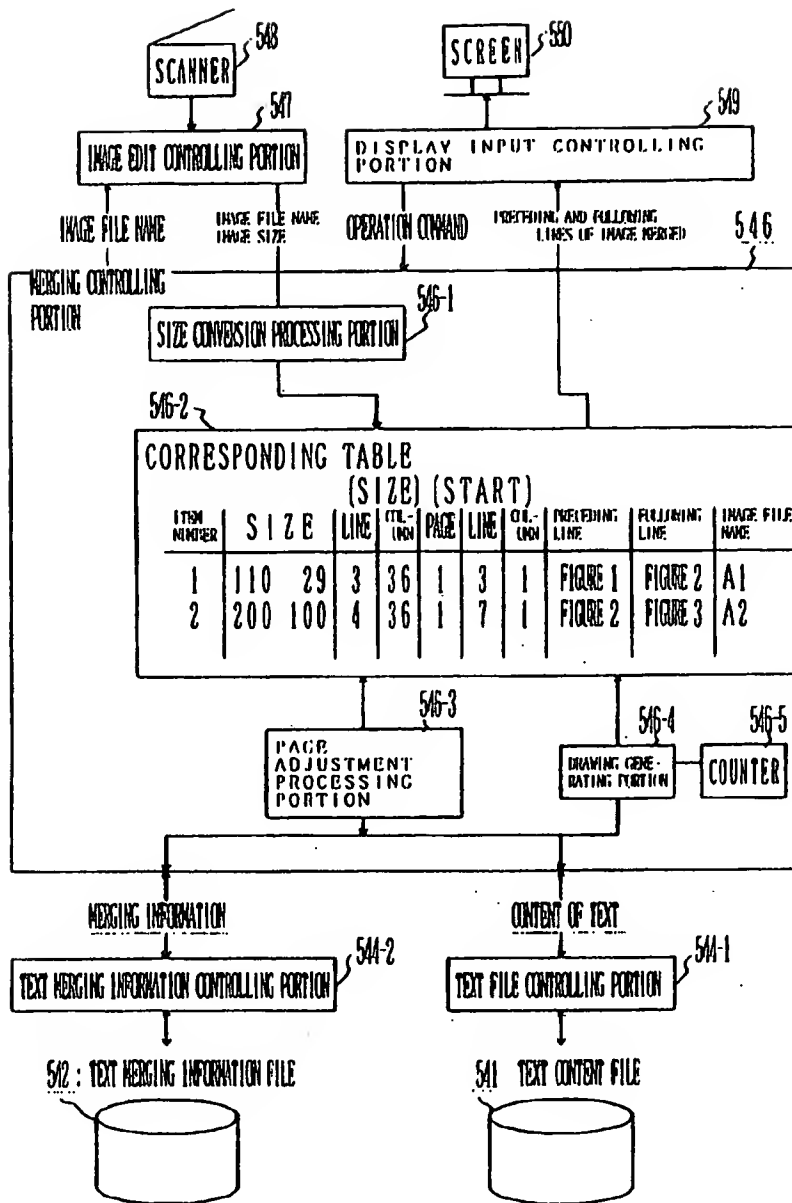 548
SCANNER
550
SCREEN
547
IMAGE EDIT CONTROLLING PORTION
549
DISPLAY INPUT CONTROLLING
PORTION
IMAGE FILE NAME
IMAGE FILE NAME
IMAGE SIZE
OPERATION COMMAND
PRECEDING AND FOLLOWING
LINES OF IMAGE MERGED
546
MERGING CONTROLLING
PORTION
546-1
SIZE CONVERSION PROCESSING PORTION
546-2
CORRESPONDING TABLE
(SIZE) (START)
ITEM NUMBER SIZE LINE COL-UMN PAGE LINE COL-UMN PRECEDING LINE FOLLOWING LINE IMAGE FILE NAME
1 110 29 3 36 1 3 1 FIGURE 1 FIGURE 2 A1
2 200 100 4 36 1 7 1 FIGURE 2 FIGURE 3 A2
546-3
PAGE
ADJUSTMENT
PROCESSING
PORTION
546-4
DRAWING GENE-
RATING PORTION
546-5
COUNTER
MERGING INFORMATION
CONTENT OF TEXT
544-2
TEXT MERGING INFORMATION CONTROLLING PORTION
544-1
TEXT FILE CONTROLLING PORTION
542 : TEXT MERGING INFORMATION FILE
541 TEXT CONTENT FILE